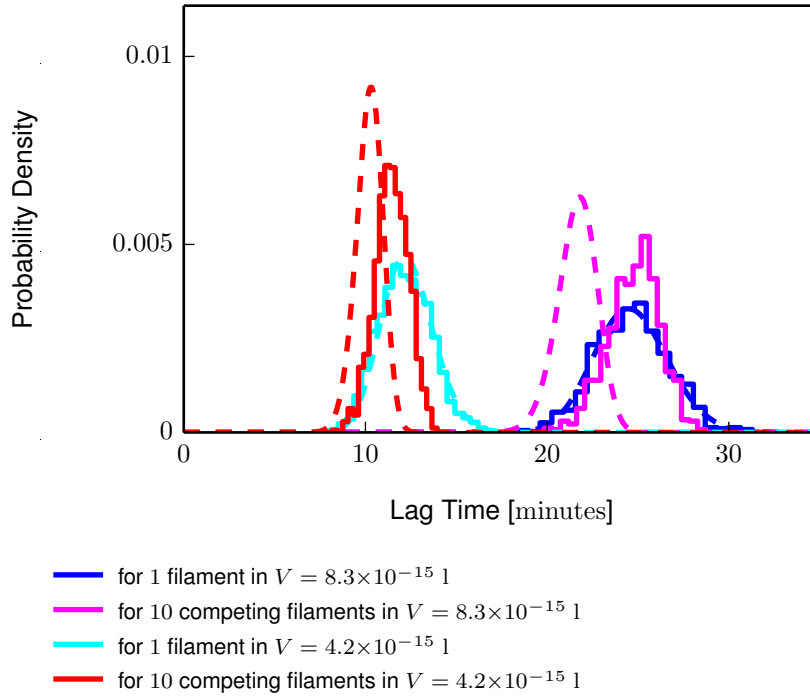 0.01
Probability Density
0.005
0
0 10 20 30
Lag Time [minutes]
for 1 filament in V = 8.3×10⁻¹⁵ l
for 10 competing filaments in V = 8.3×10⁻¹⁵ l
for 1 filament in V = 4.2×10⁻¹⁵ l
for 10 competing filaments in V = 4.2×10⁻¹⁵ l